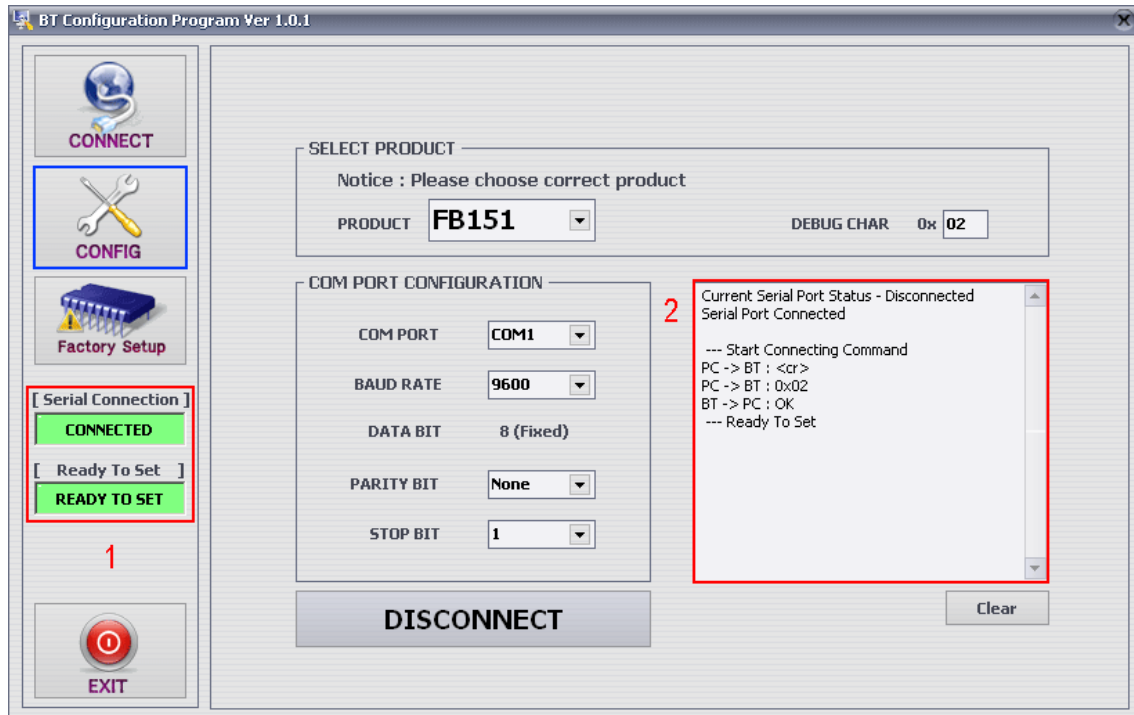 BT Configuration Program Ver 1.0.1
CONNECT
CONFIG
Factory Setup
[ Serial Connection ]
CONNECTED
[ Ready To Set ]
READY TO SET
1
EXIT
SELECT PRODUCT
Notice : Please choose correct product
PRODUCT FB151 DEBUG CHAR 0x 02
COM PORT CONFIGURATION
COM PORT COM1
BAUD RATE 9600
DATA BIT 8 (Fixed)
PARITY BIT None
STOP BIT 1
DISCONNECT
2
Current Serial Port Status - Disconnected
Serial Port Connected
--- Start Connecting Command
PC -> BT : <cr>
PC -> BT : 0x02
BT -> PC : OK
--- Ready To Set
Clear